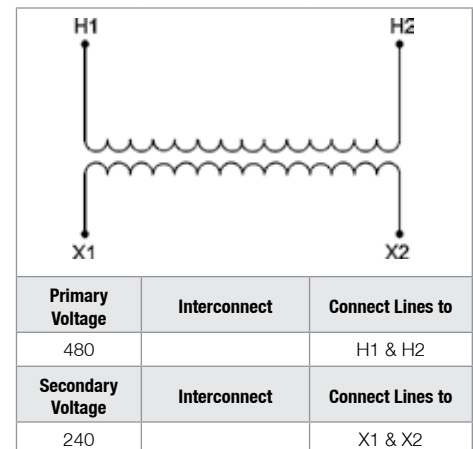 H1 H2
X1 X2
Primary Voltage Interconnect Connect Lines to
480 H1 & H2
Secondary Voltage Interconnect Connect Lines to
240 X1 & X2